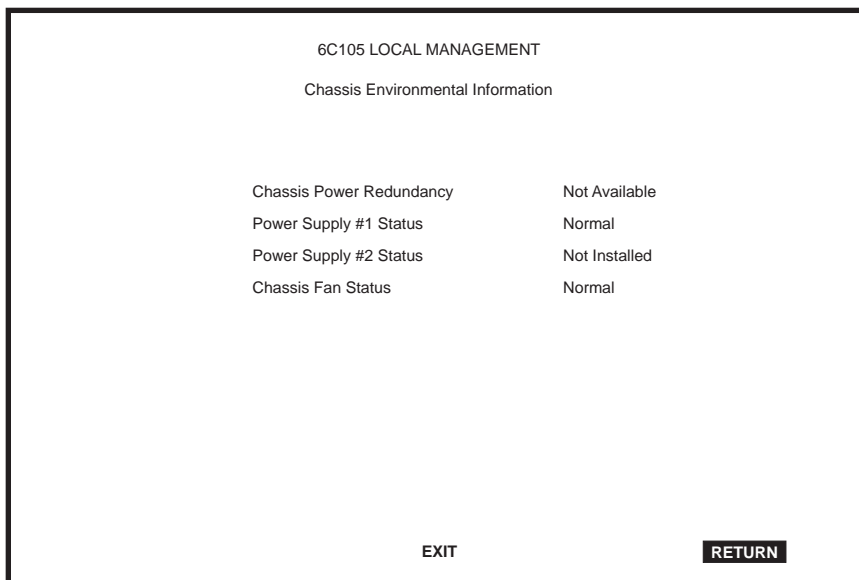 6C105 LOCAL MANAGEMENT
Chassis Environmental Information
Chassis Power Redundancy Not Available
Power Supply #1 Status Normal
Power Supply #2 Status Not Installed
Chassis Fan Status Normal
EXIT RETURN